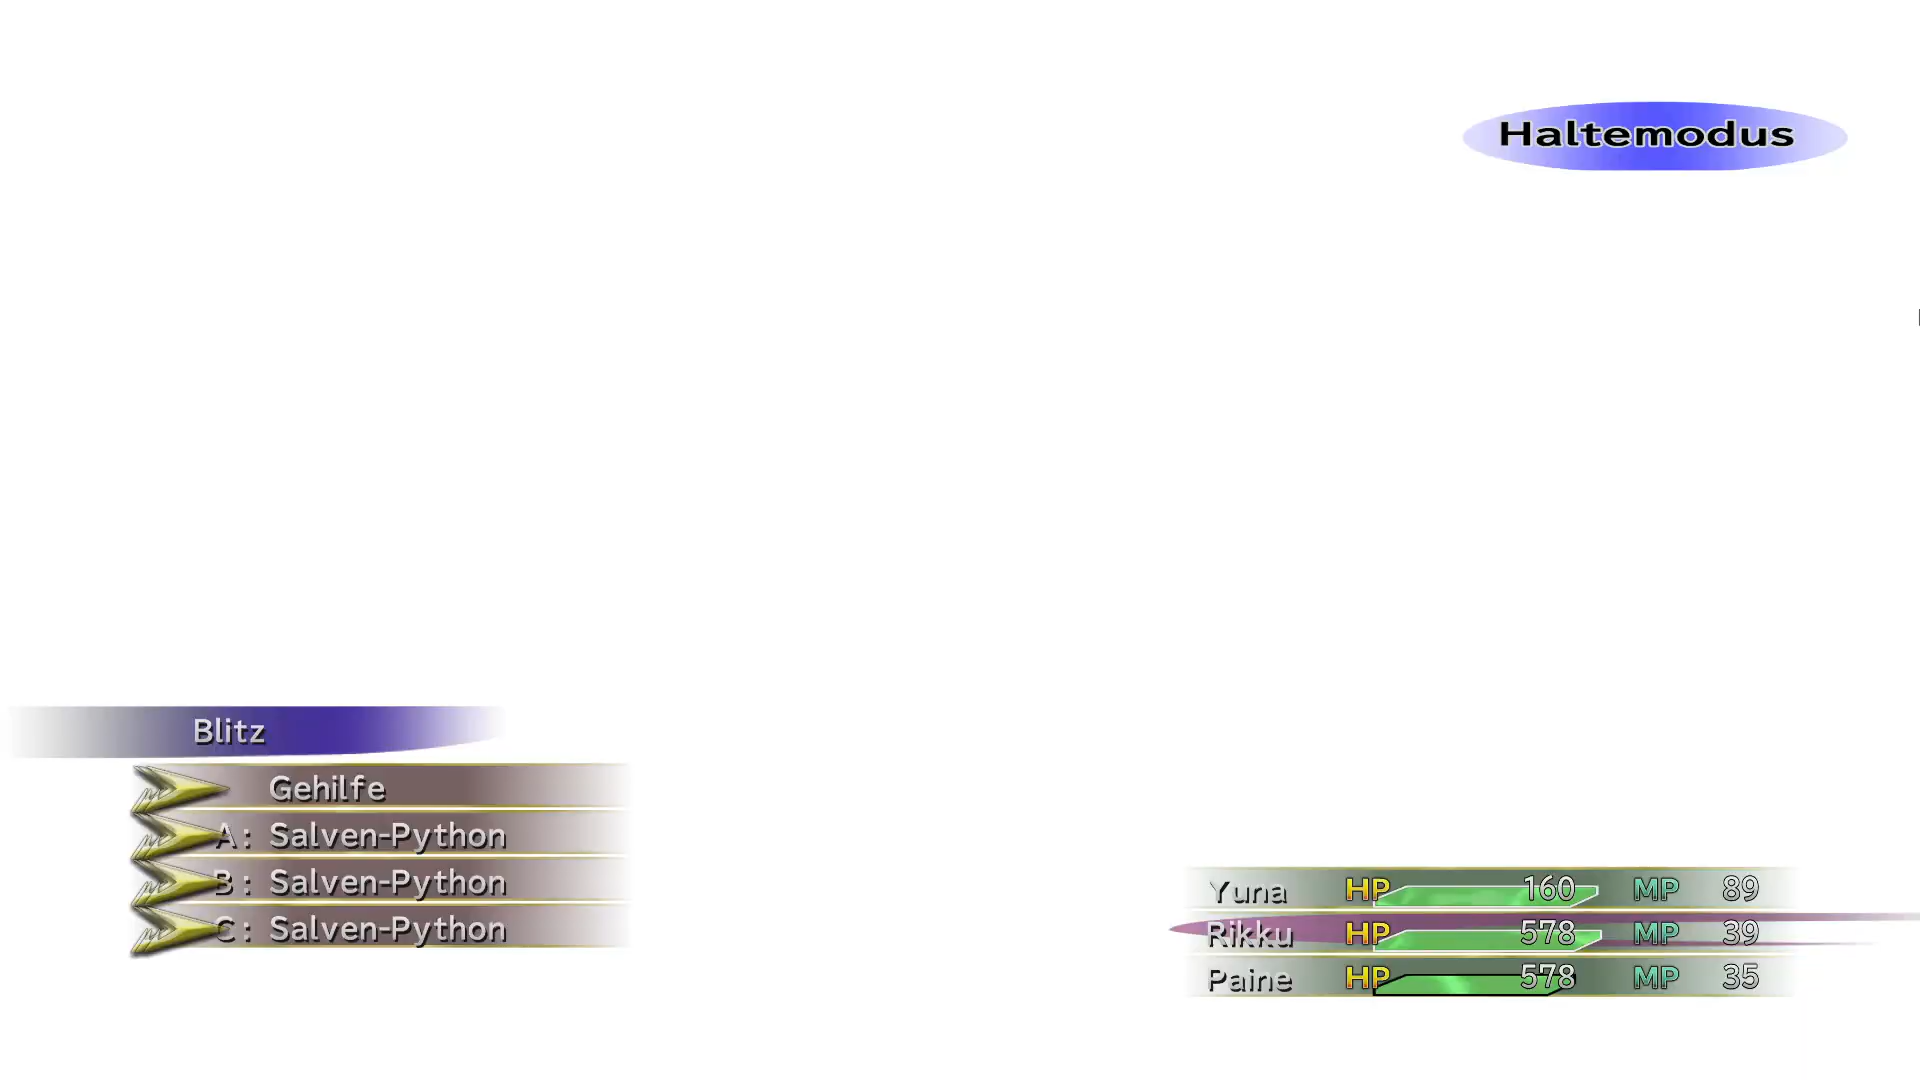 Haltemodus
Blitz
Gehilfe
A: Salven-Python
B: Salven-Python
C: Salven-Python
Yuna HP 160 MP 89
Rikku HP 578 MP 39
Paine HP 578 MP 35